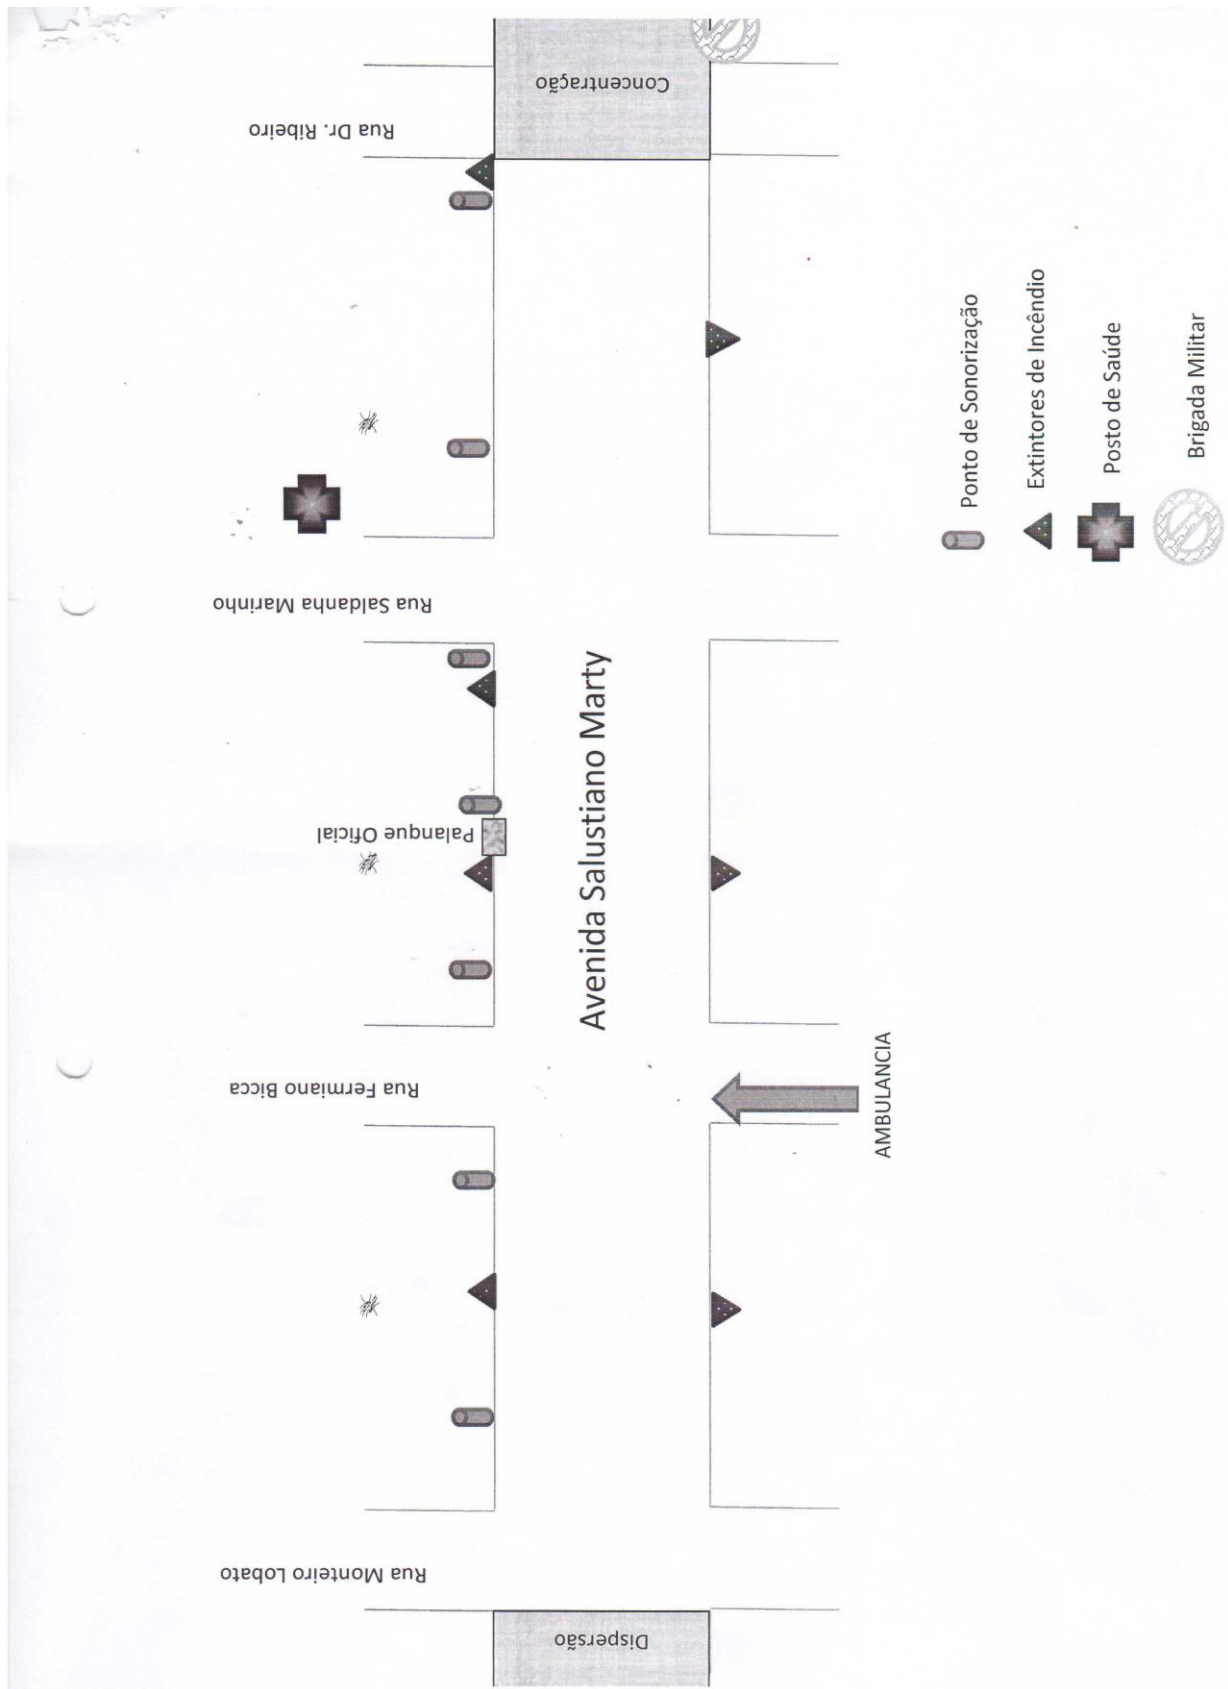 Rua Monteiro Lobato
Rua Fermiano Bicca
Rua Saldanha Marinho
Rua Dr. Ribeiro
Palanque Oficial
Dispersão
Avenida Salustiano Marty
Concentração
AMBULANCIA
Ponto de Sonorização
Extintores de Incêndio
Posto de Saúde
Brigada Militar